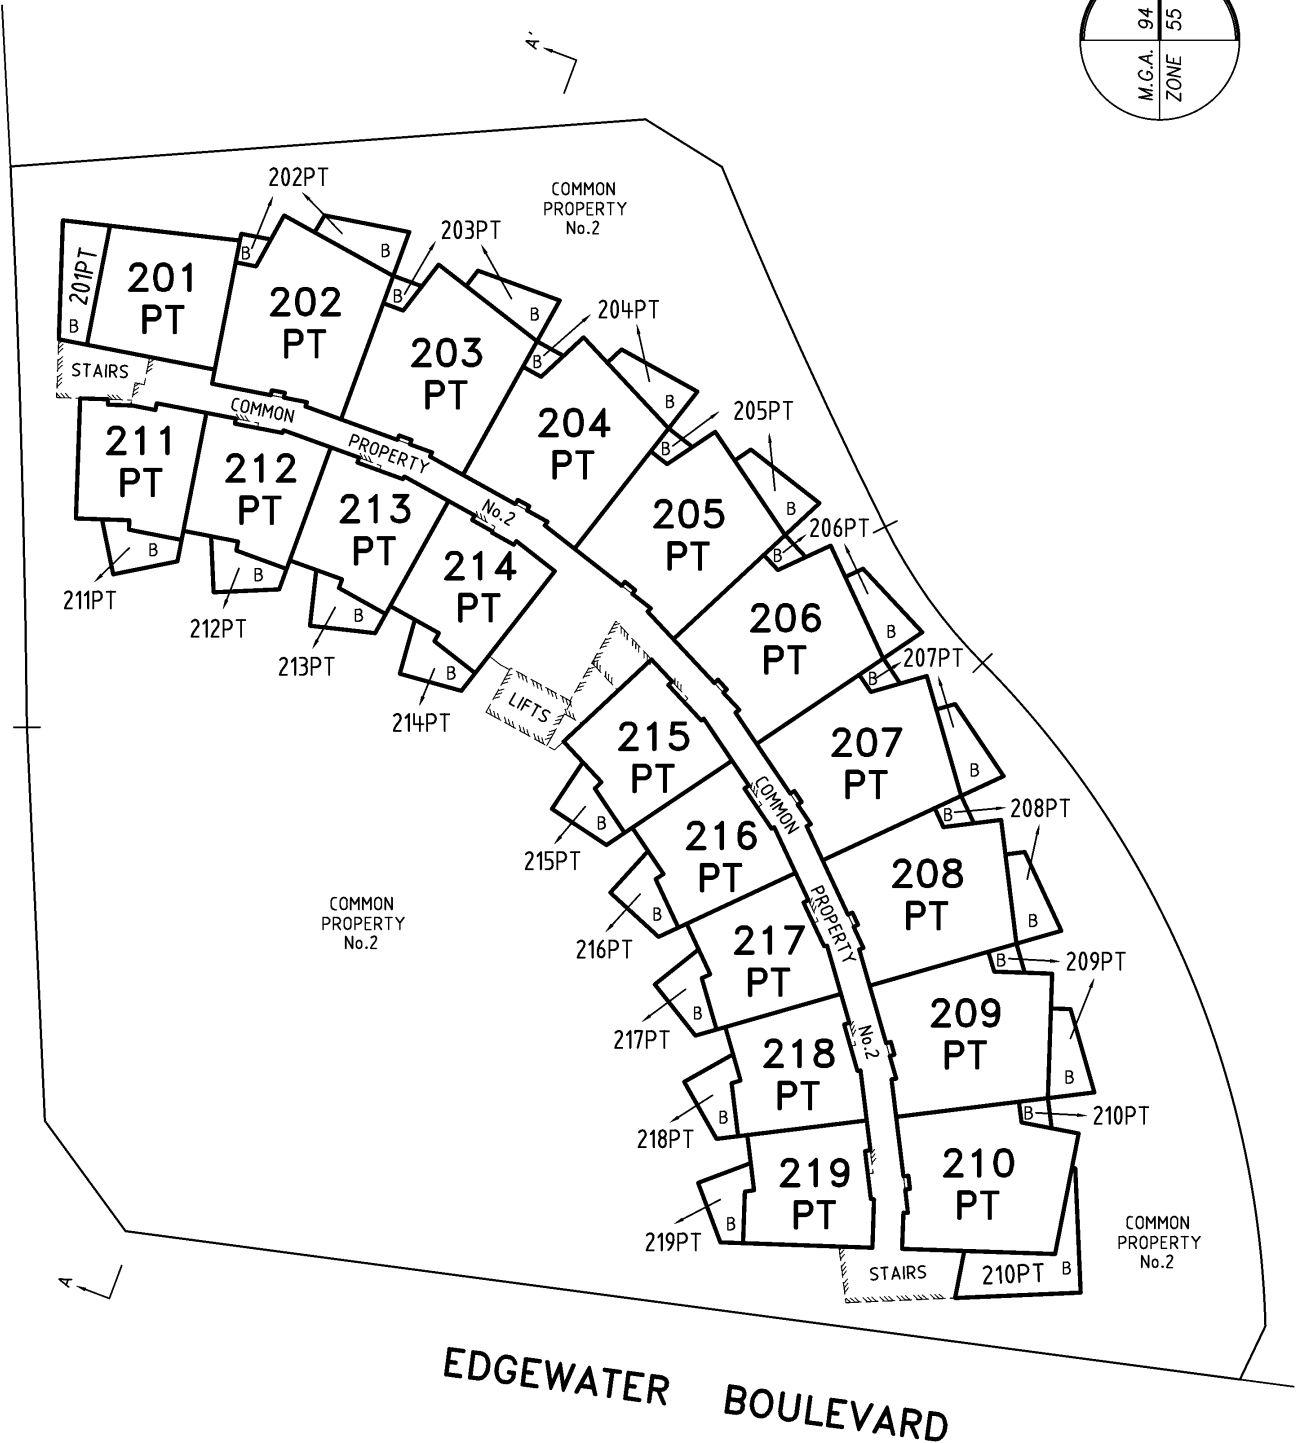 M.G.A. 94
ZONE 55
A'
COMMON
PROPERTY
No.2
202PT
203PT
204PT
205PT
206PT
207PT
208PT
209PT
210PT
201PT
B
201
PT
B
202
PT
B
B
203
PT
B
B
204
PT
B
B
205
PT
B
B
206
PT
B
B
207
PT
B
B
208
PT
B
B
209
PT
B
B
210
PT
B
210PT
B
STAIRS
COMMON
PROPERTY
No.2
211
PT
B
211PT
212
PT
B
212PT
213
PT
B
213PT
214
PT
B
214PT
LIFTS
215
PT
B
215PT
216
PT
B
216PT
217
PT
B
217PT
218
PT
B
218PT
219
PT
B
219PT
COMMON
PROPERTY
No.2
STAIRS
COMMON
PROPERTY
No.2
COMMON
PROPERTY
No.2
A
EDGEWATER BOULEVARD